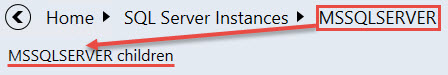 Home ▸ SQL Server Instances ▸ MSSQLSERVER
MSSQLSERVER children